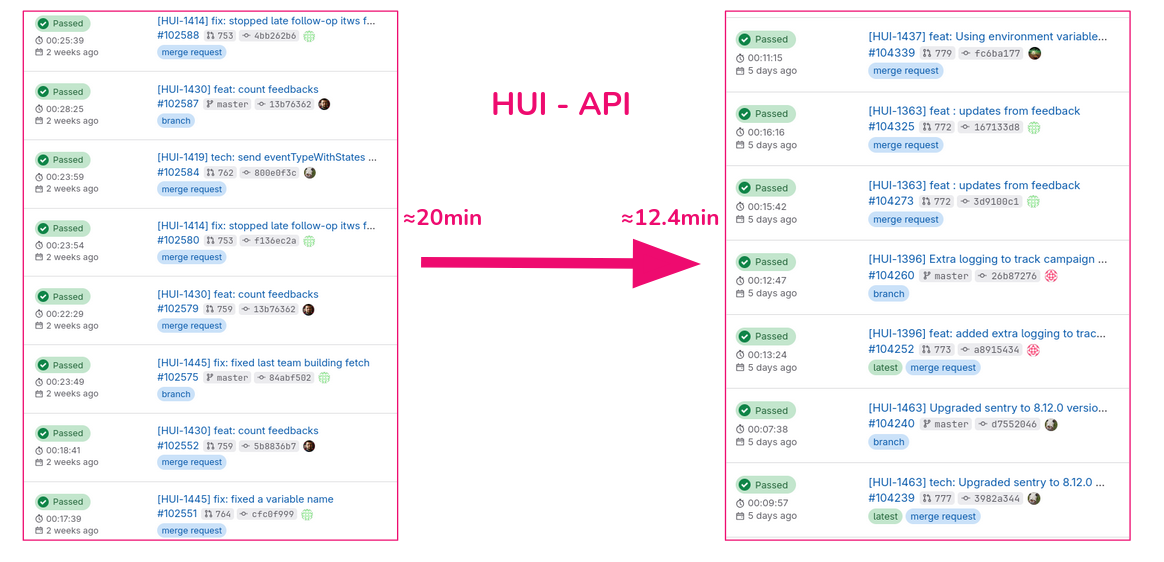 Passed
[HUI-1414] fix: stopped late follow-op itws f...
00:25:39
#102588 753 4bb262b6
2 weeks ago
merge request
Passed
[HUI-1430] feat: count feedbacks
00:28:25
#102587 master 13b76362
2 weeks ago
branch
Passed
[HUI-1419] tech: send eventTypeWithStates ...
00:23:59
#102584 762 800e0f3c
2 weeks ago
merge request
Passed
[HUI-1414] fix: stopped late follow-op itws f...
00:23:54
#102580 753 f136ec2a
2 weeks ago
merge request
Passed
[HUI-1430] feat: count feedbacks
00:22:29
#102579 759 13b76362
2 weeks ago
merge request
Passed
[HUI-1445] fix: fixed last team building fetch
00:23:49
#102575 master 84abf502
2 weeks ago
branch
Passed
[HUI-1430] feat: count feedbacks
00:18:41
#102552 759 5b8836b7
2 weeks ago
merge request
Passed
[HUI-1445] fix: fixed a variable name
00:17:39
#102551 764 cfc0f999
2 weeks ago
merge request
HUI - API
≈20min
≈12.4min
Passed
[HUI-1437] feat: Using environment variable...
00:11:15
#104339 779 fc6ba177
5 days ago
merge request
Passed
[HUI-1363] feat : updates from feedback
00:16:16
#104325 772 167133d8
5 days ago
merge request
Passed
[HUI-1363] feat : updates from feedback
00:15:42
#104273 772 3d9100c1
5 days ago
merge request
Passed
[HUI-1396] Extra logging to track campaign ...
00:12:47
#104260 master 26b87276
5 days ago
branch
Passed
[HUI-1396] feat: added extra logging to trac...
00:13:24
#104252 773 a8915434
5 days ago
latest merge request
Passed
[HUI-1463] Upgraded sentry to 8.12.0 versio...
00:07:38
#104240 master d7552046
5 days ago
branch
Passed
[HUI-1463] tech: Upgraded sentry to 8.12.0 ...
00:09:57
#104239 777 3982a344
5 days ago
latest merge request